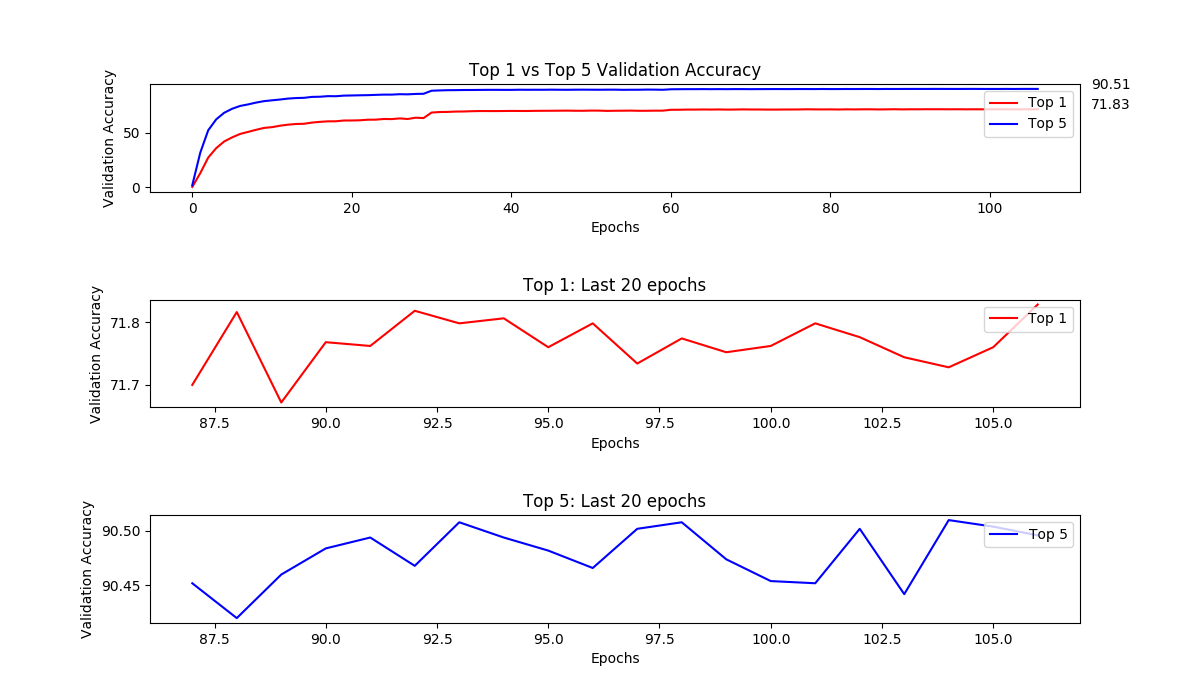 Top 1 vs Top 5 Validation Accuracy
90.51
71.83
Top 1
Top 5
Validation Accuracy
50
0
0 20 40 60 80 100
Epochs
Top 1: Last 20 epochs
Top 1
Validation Accuracy
71.8
71.7
87.5 90.0 92.5 95.0 97.5 100.0 102.5 105.0
Epochs
Top 5: Last 20 epochs
Top 5
Validation Accuracy
90.50
90.45
87.5 90.0 92.5 95.0 97.5 100.0 102.5 105.0
Epochs